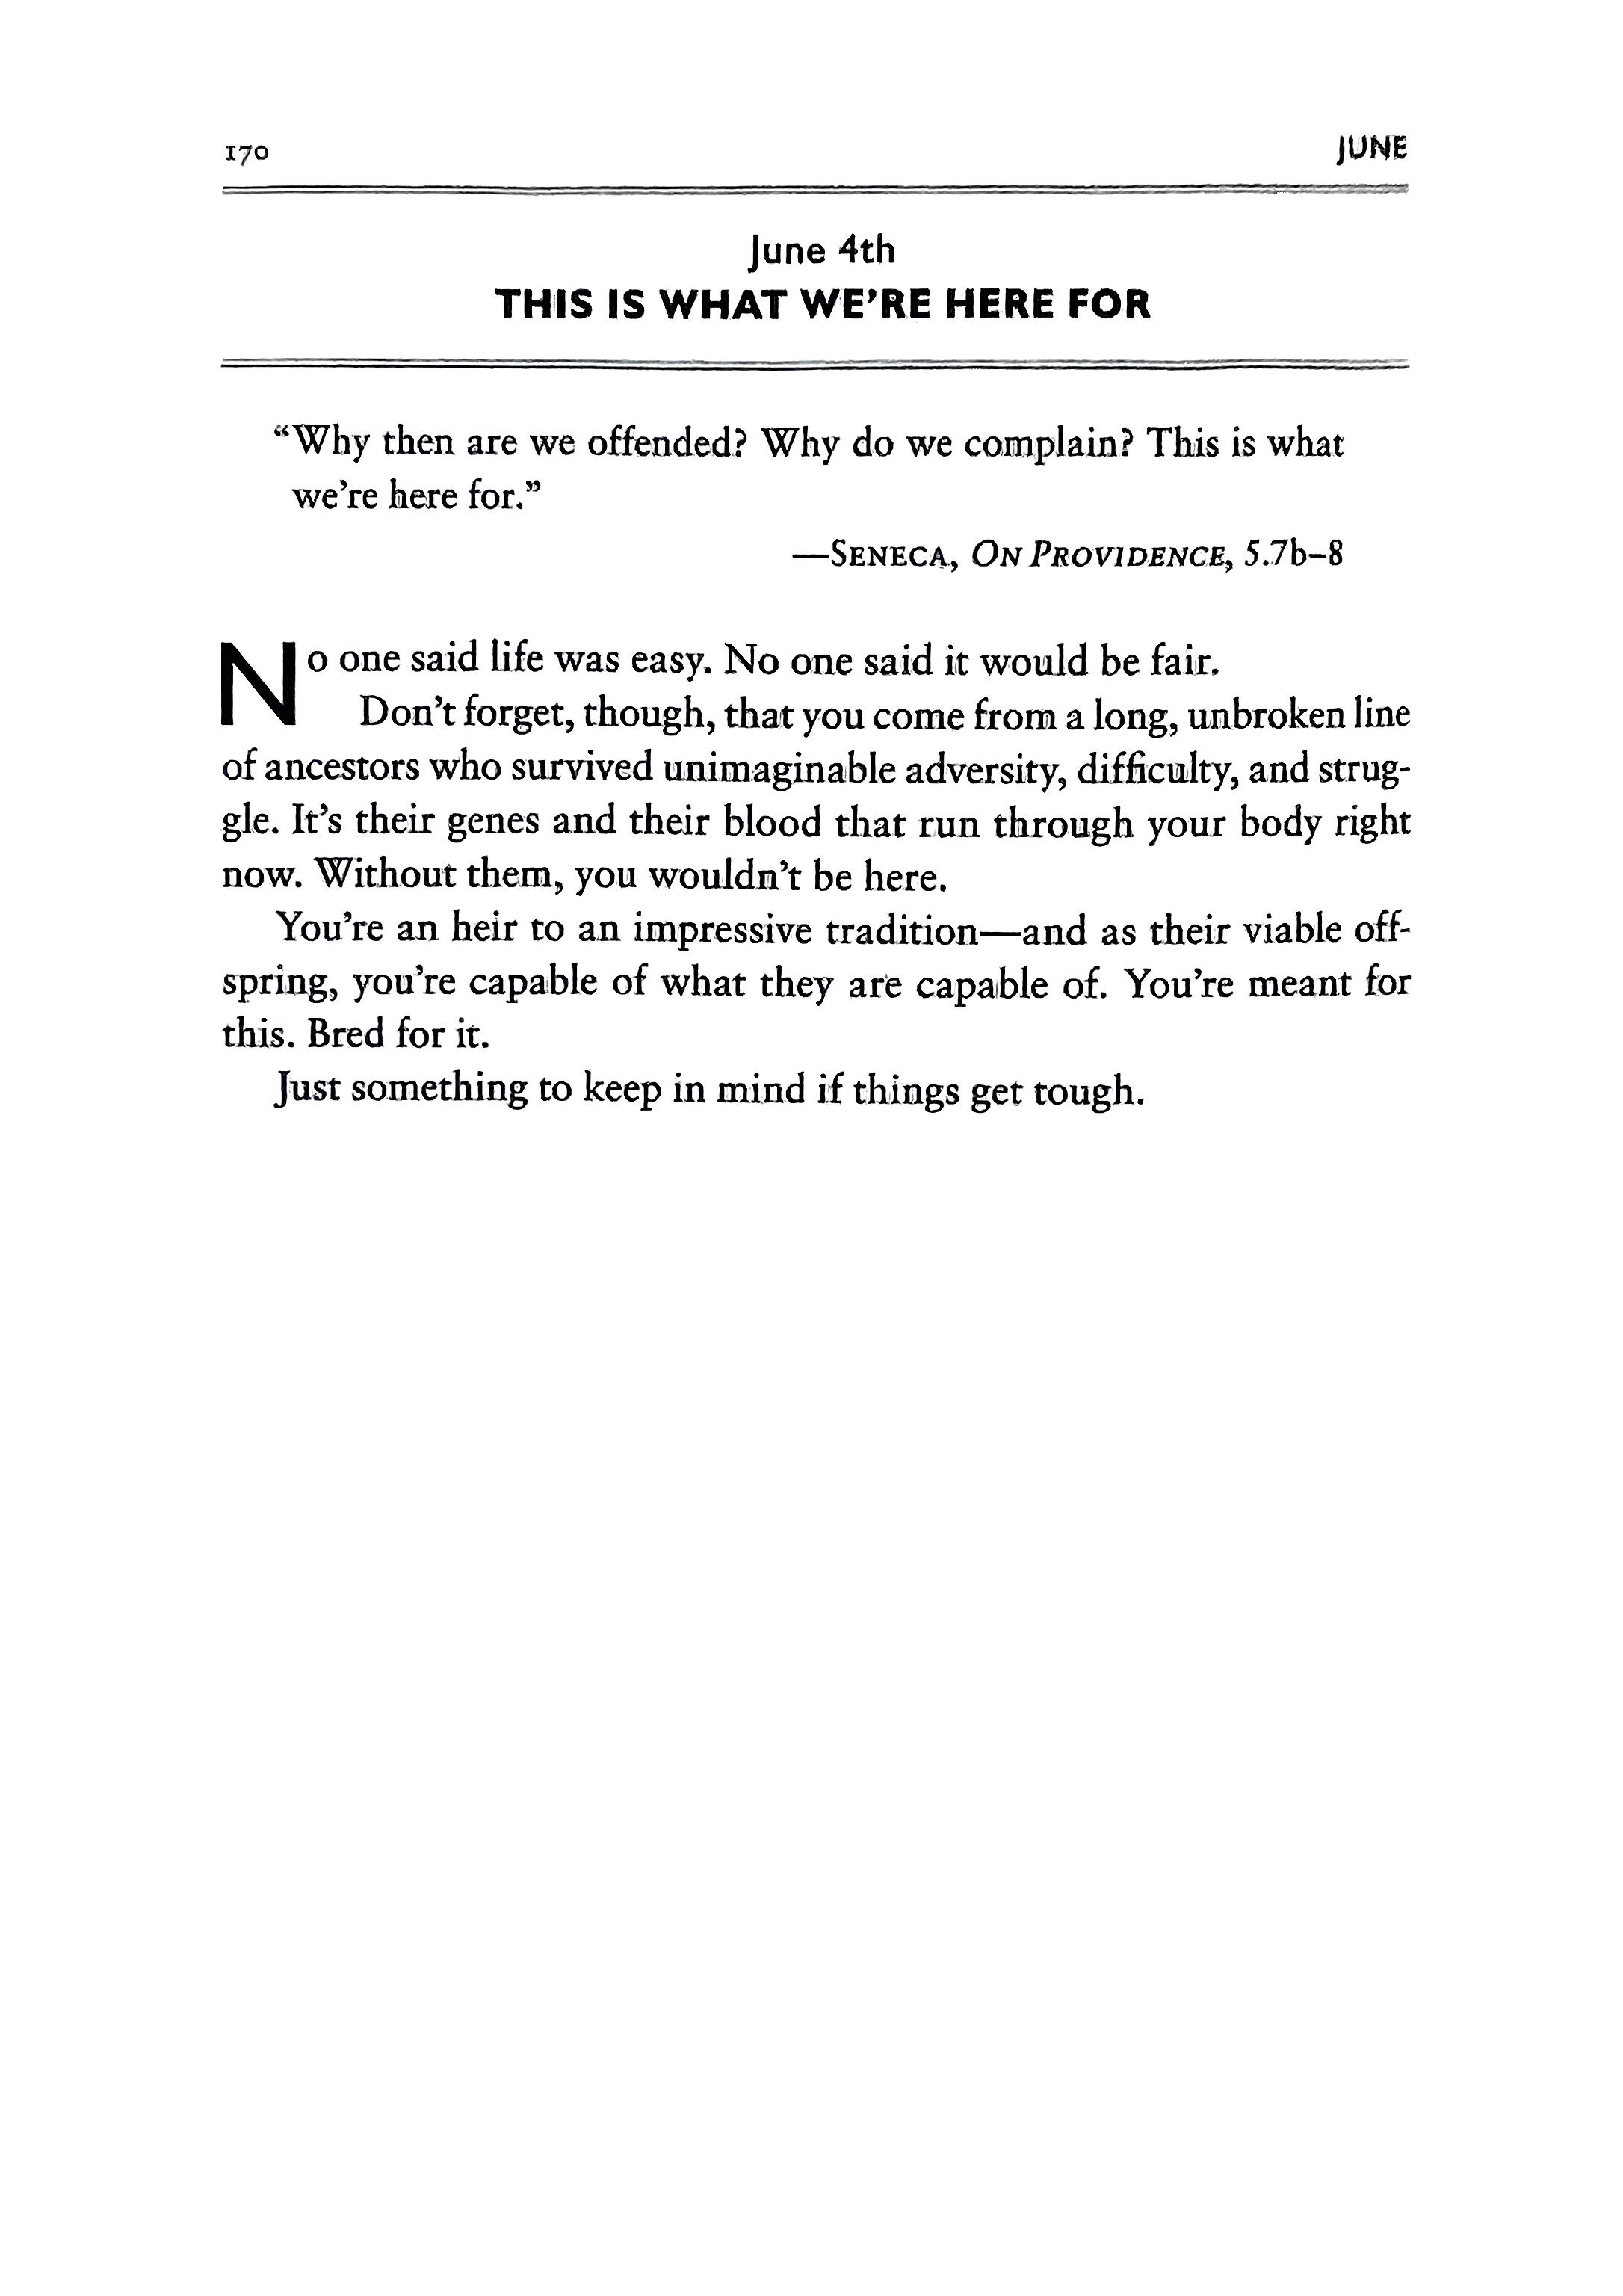 170 JUNE
June 4th
THIS IS WHAT WE’RE HERE FOR
“Why then are we offended? Why do we complain? This is what
we’re here for.”
—SENECA, ON PROVIDENCE, 5.7b–8
No one said life was easy. No one said it would be fair.
Don’t forget, though, that you come from a long, unbroken line
of ancestors who survived unimaginable adversity, difficulty, and strug-
gle. It’s their genes and their blood that run through your body right
now. Without them, you wouldn’t be here.
You’re an heir to an impressive tradition—and as their viable off-
spring, you’re capable of what they are capable of. You’re meant for
this. Bred for it.
Just something to keep in mind if things get tough.